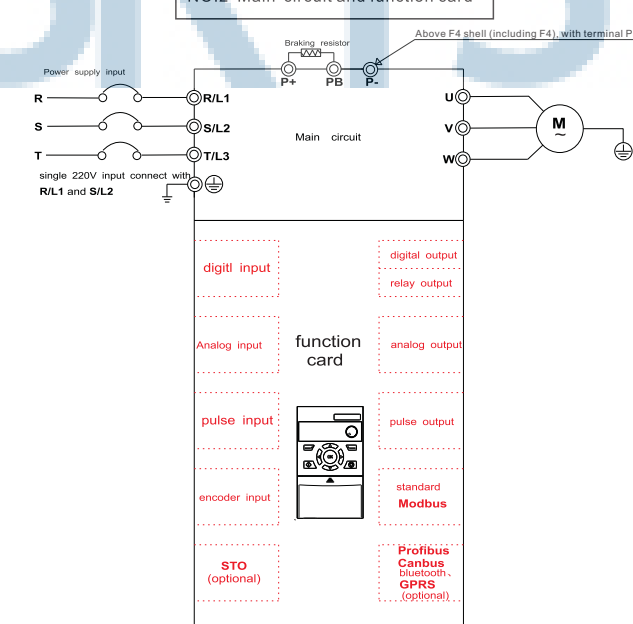 NO.2 Main circuit and function card
Above F4 shell (including F4), with terminal P
Braking resistor
P+ PB P-
Power supply input
R R/L1
S S/L2
T T/L3
single 220V input connect with
R/L1 and S/L2
Main circuit
U
V
W
M
~
digitl input
digital output
relay output
Analog input
function
card
analog output
pulse input
pulse output
OK
encoder input
standard
Modbus
STO
(optional)
Profibus
Canbus
bluetooth、
GPRS
(optional)